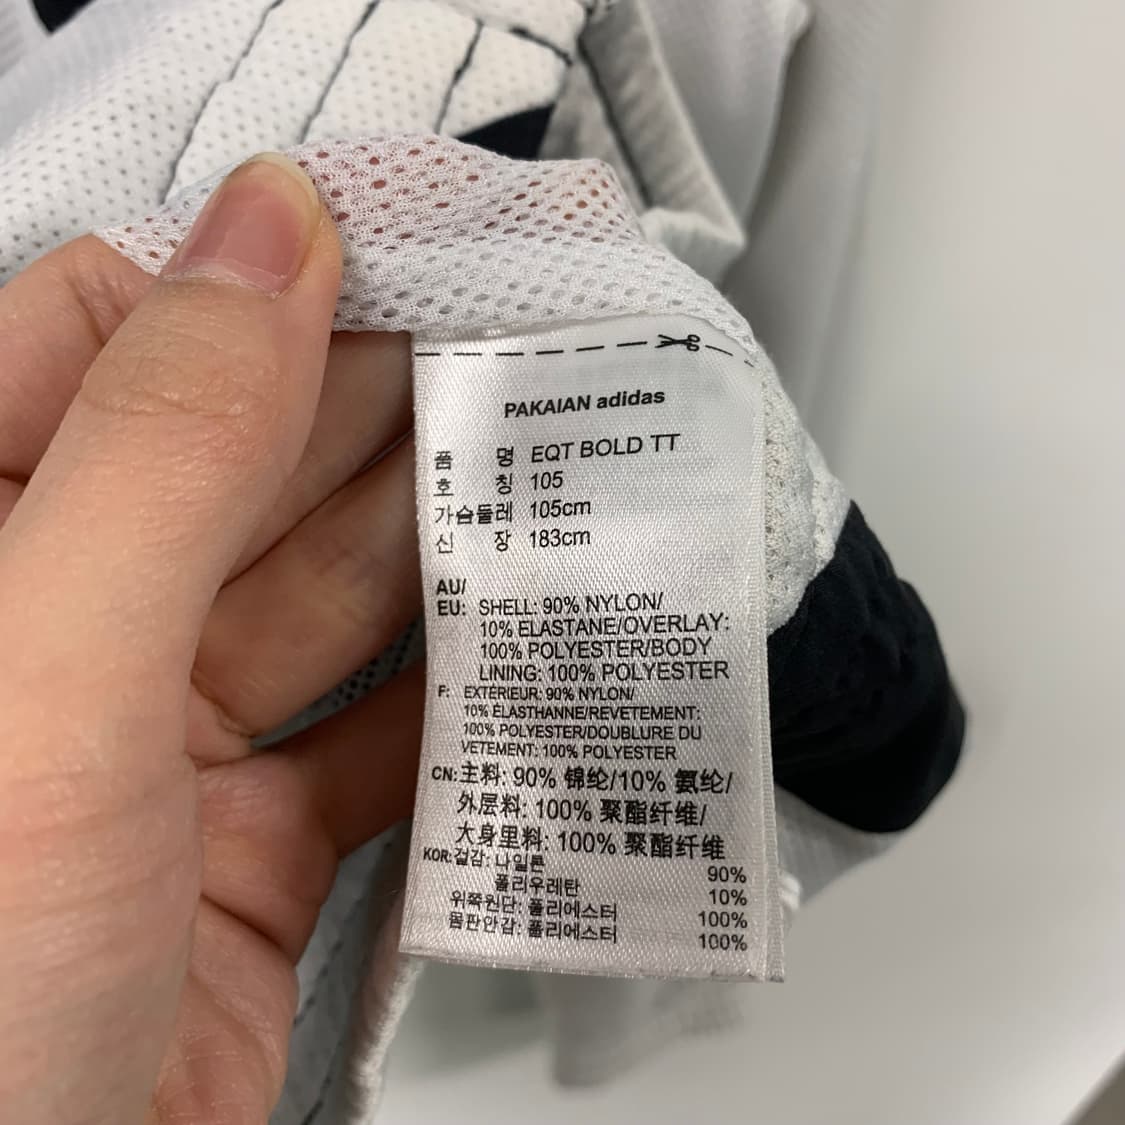 PAKAIAN adidas
품 명 EQT BOLD TT
호 칭 105
가슴둘레 105cm
신 장 183cm
AU/
EU: SHELL: 90% NYLON/
10% ELASTANE/OVERLAY:
100% POLYESTER/BODY
LINING: 100% POLYESTER
F: EXTÉRIEUR: 90% NYLON/
10% ÉLASTHANNE/REVETEMENT:
100% POLYESTER/DOUBLURE DU
VETEMENT: 100% POLYESTER
CN: 主料: 90% 锦纶/10% 氨纶/
外层料: 100% 聚酯纤维/
大身里料: 100% 聚酯纤维
KOR: 겉감: 나일론 90%
폴리우레탄 10%
위쪽원단: 폴리에스터 100%
몸판안감: 폴리에스터 100%